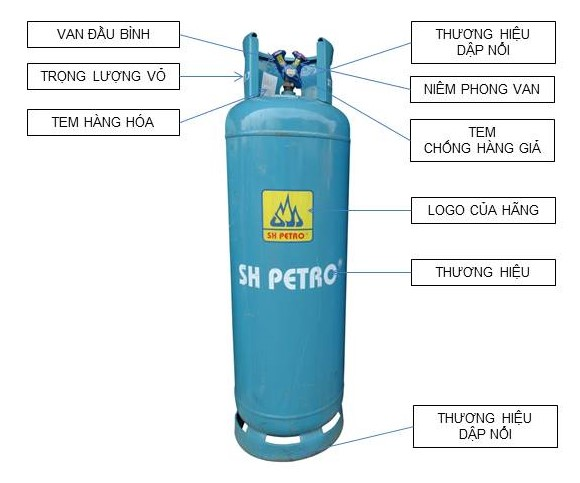 VAN ĐẦU BÌNH
TRỌNG LƯỢNG VỎ
TEM HÀNG HÓA
THƯƠNG HIỆU
DẬP NỔI
NIÊM PHONG VAN
TEM
CHỐNG HÀNG GIẢ
LOGO CỦA HÃNG
THƯƠNG HIỆU
THƯƠNG HIỆU
DẬP NỔI
SH PETRO®
SH PETRO®